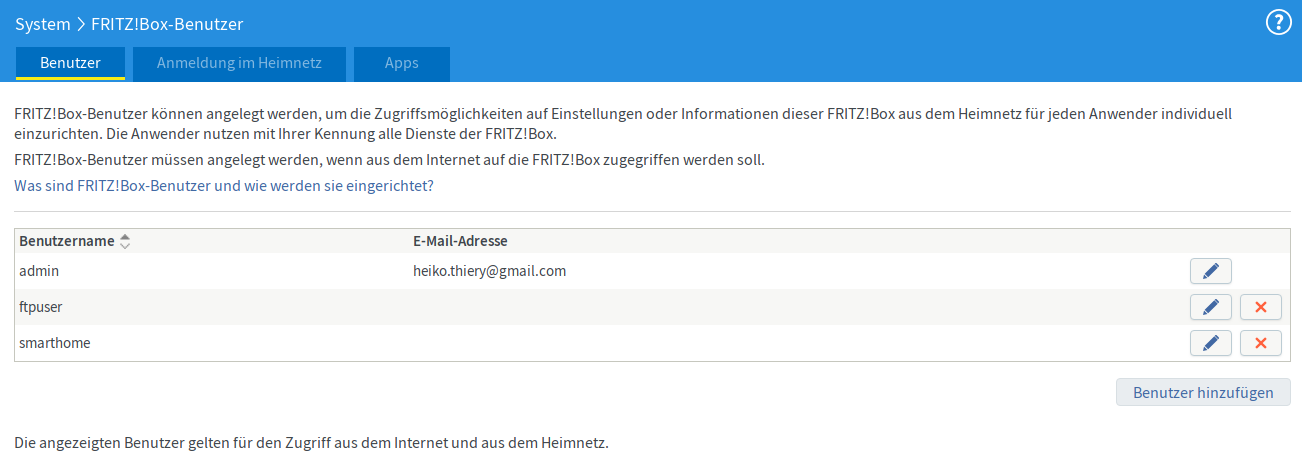 System > FRITZ!Box-Benutzer
?
Benutzer Anmeldung im Heimnetz Apps
FRITZ!Box-Benutzer können angelegt werden, um die Zugriffsmöglichkeiten auf Einstellungen oder Informationen dieser FRITZ!Box aus dem Heimnetz für jeden Anwender individuell
einzurichten. Die Anwender nutzen mit Ihrer Kennung alle Dienste der FRITZ!Box.
FRITZ!Box-Benutzer müssen angelegt werden, wenn aus dem Internet auf die FRITZ!Box zugegriffen werden soll.
Was sind FRITZ!Box-Benutzer und wie werden sie eingerichtet?
Benutzername E-Mail-Adresse
admin heiko.thiery@gmail.com
ftpuser
smarthome
Benutzer hinzufügen
Die angezeigten Benutzer gelten für den Zugriff aus dem Internet und aus dem Heimnetz.